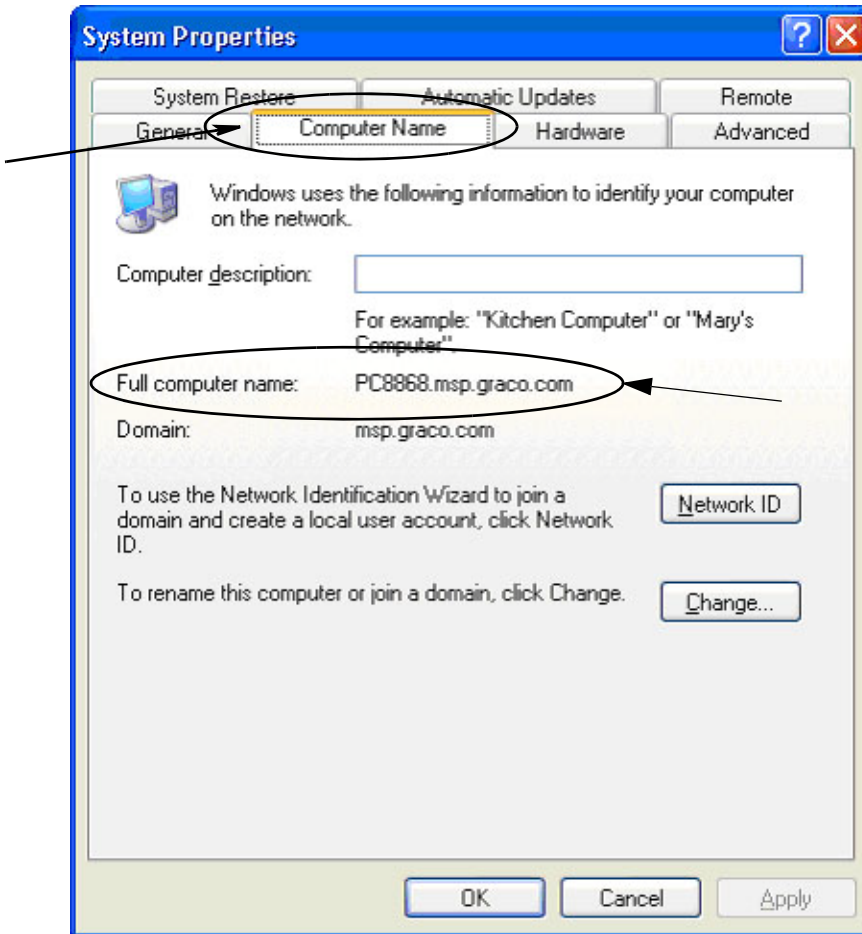 System Properties
System Restore
Automatic Updates
Remote
General
Computer Name
Hardware
Advanced
Windows uses the following information to identify your computer
on the network.
Computer description:
For example: "Kitchen Computer" or "Mary's
Computer".
Full computer name: PC8868.msp.graco.com
Domain: msp.graco.com
To use the Network Identification Wizard to join a
domain and create a local user account, click Network
ID.
Network ID
To rename this computer or join a domain, click Change.
Change...
OK
Cancel
Apply